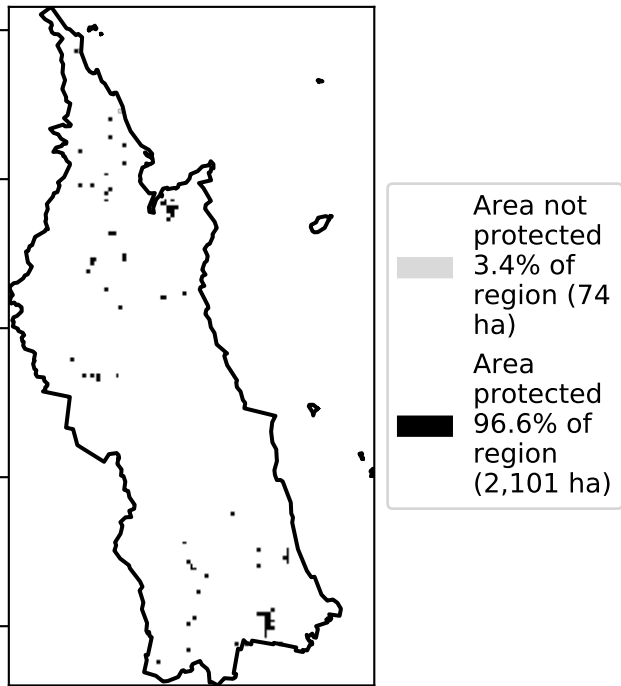 Area not
protected
3.4% of
region (74
ha)
Area
protected
96.6% of
region
(2,101 ha)